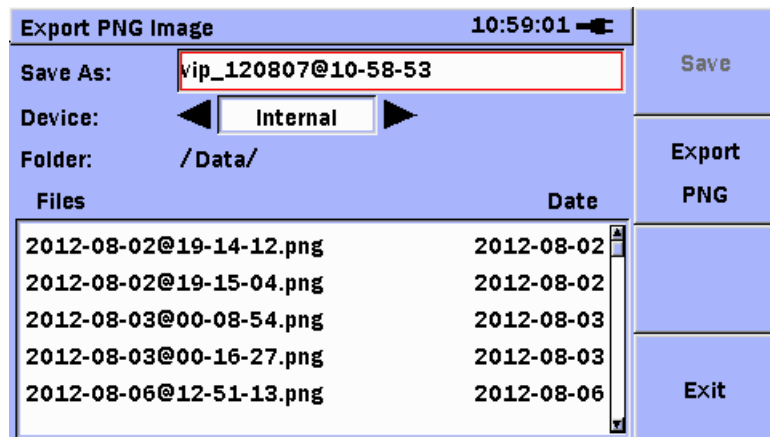 Export PNG Image 10:59:01
Save As: vip_120807@10-58-53
Device: Internal
Folder: /Data/
Files Date
2012-08-02@19-14-12.png 2012-08-02
2012-08-02@19-15-04.png 2012-08-02
2012-08-03@00-08-54.png 2012-08-03
2012-08-03@00-16-27.png 2012-08-03
2012-08-06@12-51-13.png 2012-08-06
Save
Export
PNG
Exit